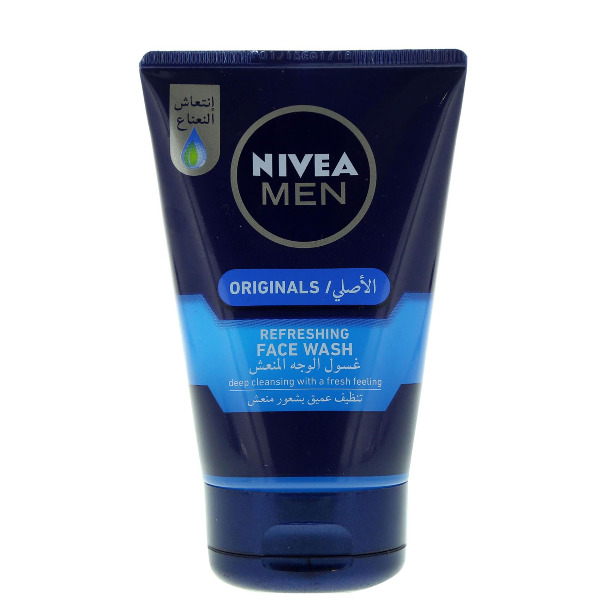 إنتعاش
النعناع
NIVEA
MEN
ORIGINALS / الأصلي
REFRESHING
FACE WASH
غسول الوجه المنعش
deep cleansing with a fresh feeling
تنظيف عميق بشعور منعش